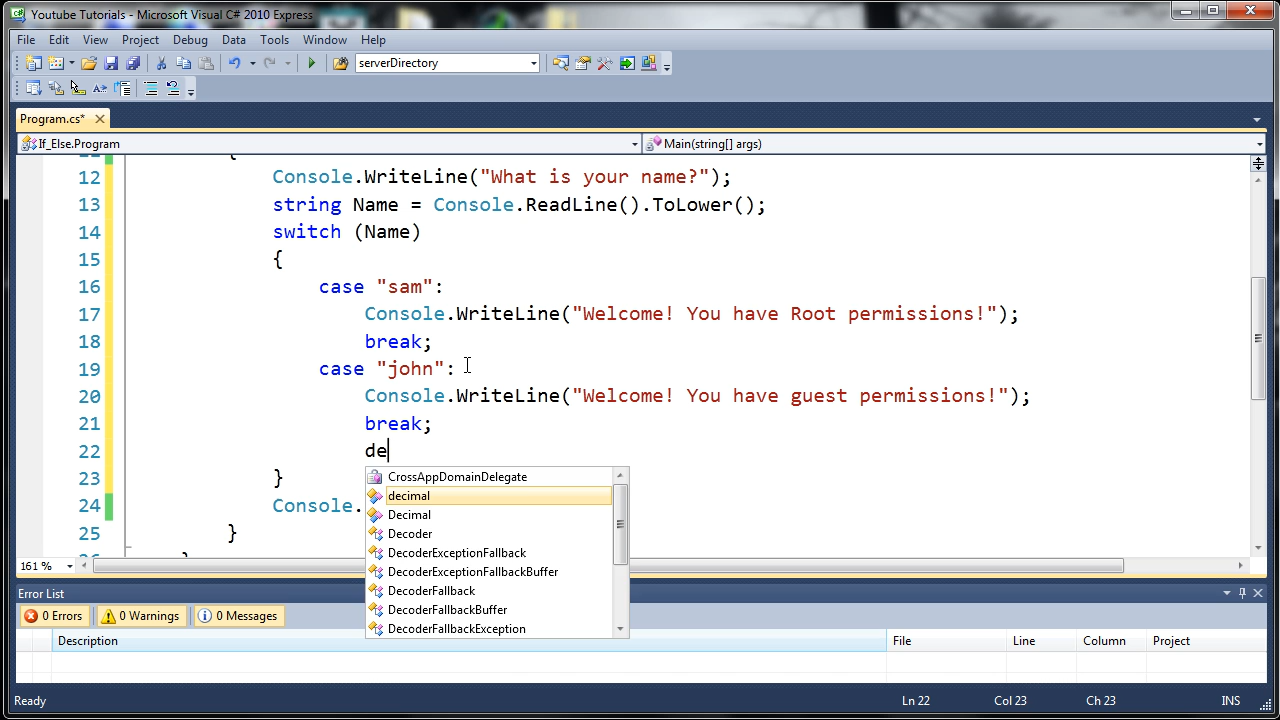 Youtube Tutorials - Microsoft Visual C# 2010 Express
File Edit View Project Debug Data Tools Window Help
serverDirectory
Program.cs*
If_Else.Program
Main(string[] args)
12 Console.WriteLine("What is your name?");
13 string Name = Console.ReadLine().ToLower();
14 switch (Name)
15 {
16 case "sam":
17 Console.WriteLine("Welcome! You have Root permissions!");
18 break;
19 case "john":
20 Console.WriteLine("Welcome! You have guest permissions!");
21 break;
22 de
23 }
24 Console.
25 }
CrossAppDomainDelegate
decimal
Decimal
Decoder
DecoderExceptionFallback
DecoderExceptionFallbackBuffer
DecoderFallback
DecoderFallbackBuffer
DecoderFallbackException
161 %
Error List
0 Errors 0 Warnings 0 Messages
Description File Line Column Project
Ready Ln 22 Col 23 Ch 23 INS